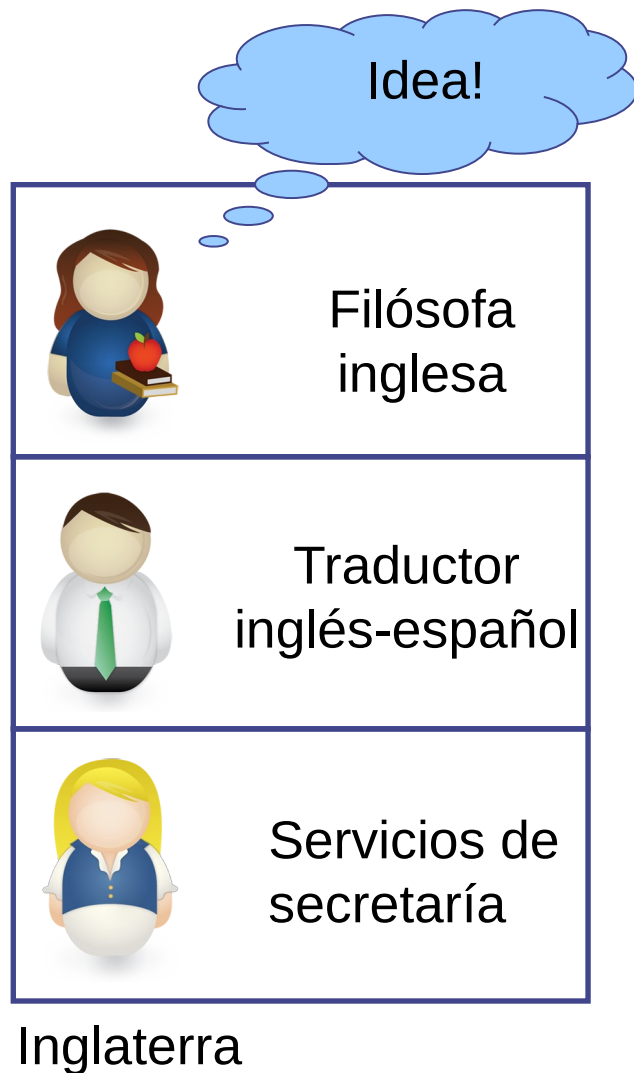 Idea!
Filósofa
inglesa
Traductor
inglés-español
Servicios de
secretaría
Inglaterra